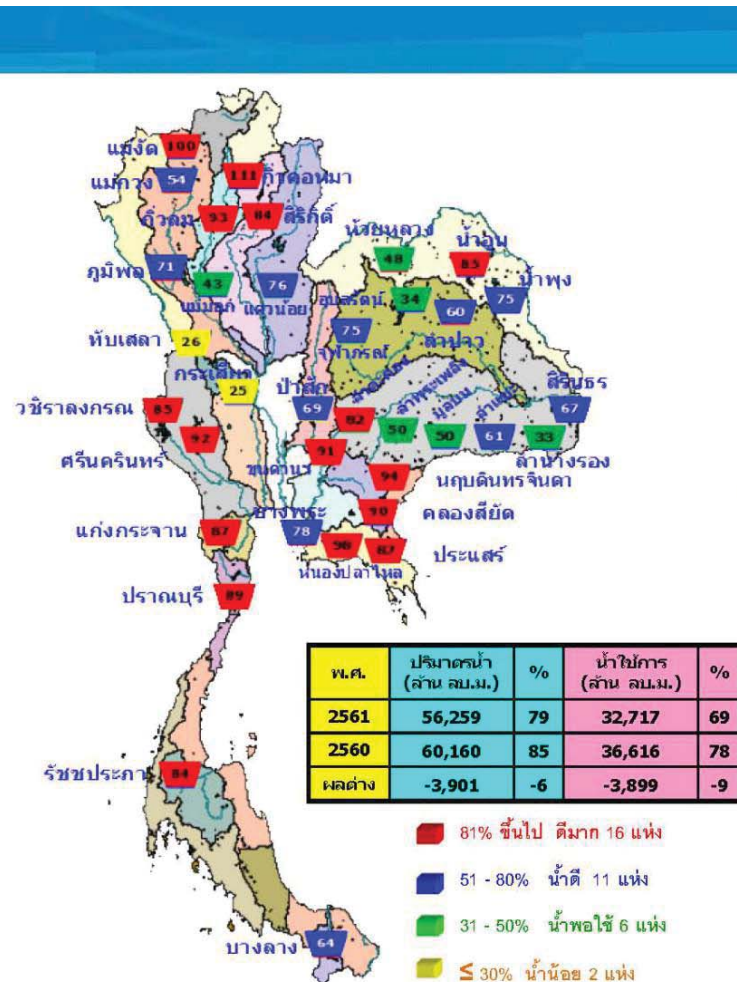 แม่งัด 100
แม่กวง 54
111 กิ่วคอหมา
กิ่วลม 93
84 สิริกิติ์
ห้วยหลวง 48
น้ำอูน 85
ภูมิพล 71
43 แม่มอก
76 แควน้อย
อุบลรัตน์ 34
60 ลำปาว
75 น้ำพุง
75 จุฬาภรณ์
ทับเสลา 26
กระเสียว 25
ป่าสัก 69
ลำตะคอง 82
ลำพระเพลิง 50
มูลบน 50
ลำแชะ 61
ลำนางรอง 33
สิรินธร 67
วชิราลงกรณ 85
ศรีนครินทร์ 92
ขุนด่านฯ 91
94 นฤบดินทรจินดา
90 คลองสียัด
บางพระ 78
98 หนองปลาไหล
87 ประแสร์
แก่งกระจาน 87
ปราณบุรี 89
พ.ศ. ปริมาตรน้ำ (ล้าน ลบ.ม.) % น้ำใช้การ (ล้าน ลบ.ม.) %
2561 56,259 79 32,717 69
2560 60,160 85 36,616 78
ผลต่าง -3,901 -6 -3,899 -9
รัชชประภา 84
81% ขึ้นไป ดีมาก 16 แห่ง
51 - 80% น้ำดี 11 แห่ง
31 - 50% น้ำพอใช้ 6 แห่ง
≤ 30% น้ำน้อย 2 แห่ง
บางลาง 64